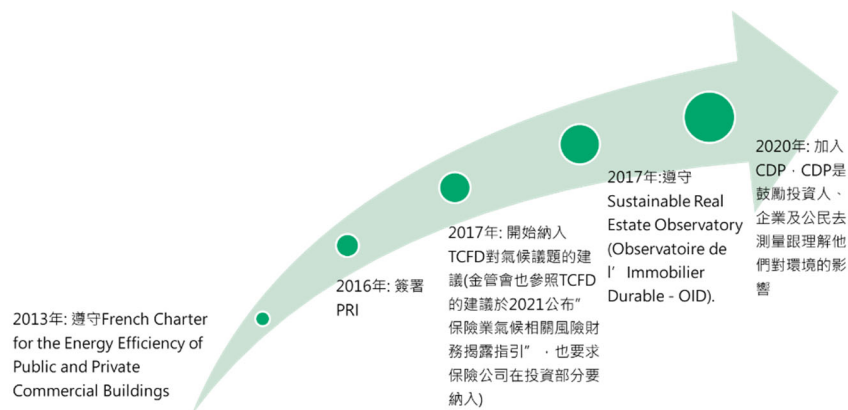 2013年: 遵守French Charter
for the Energy Efficiency of
Public and Private
Commercial Buildings
2016年: 簽署
PRI
2017年: 開始納入
TCFD對氣候議題的建
議(金管會也參照TCFD
的建議於2021公布”
保險業氣候相關風險財
務揭露指引”，也要求
保險公司在投資部分要
納入)
2017年:遵守
Sustainable Real
Estate Observatory
(Observatoire de
l’Immobilier
Durable - OID).
2020年: 加入
CDP，CDP是
鼓勵投資人、
企業及公民去
測量跟理解他
們對環境的影
響